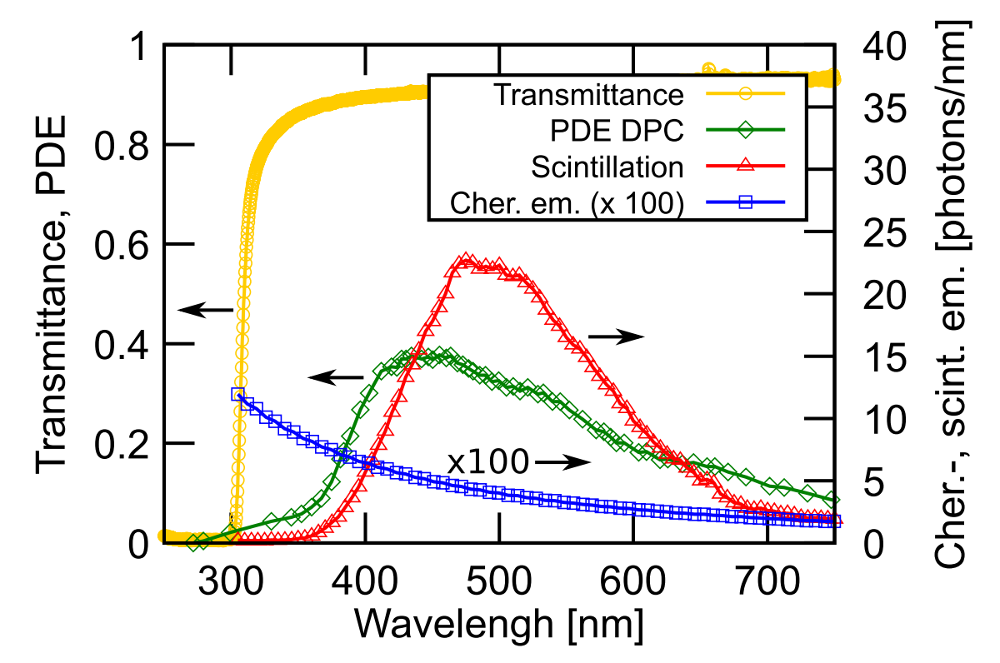 Transmittance, PDE
1
0.8
0.6
0.4
0.2
0
Transmittance
PDE DPC
Scintillation
Cher. em. (x 100)
x100
40
35
30
25
20
15
10
5
0
Cher.-, scint. em. [photons/nm]
300 400 500 600 700
Wavelengh [nm]